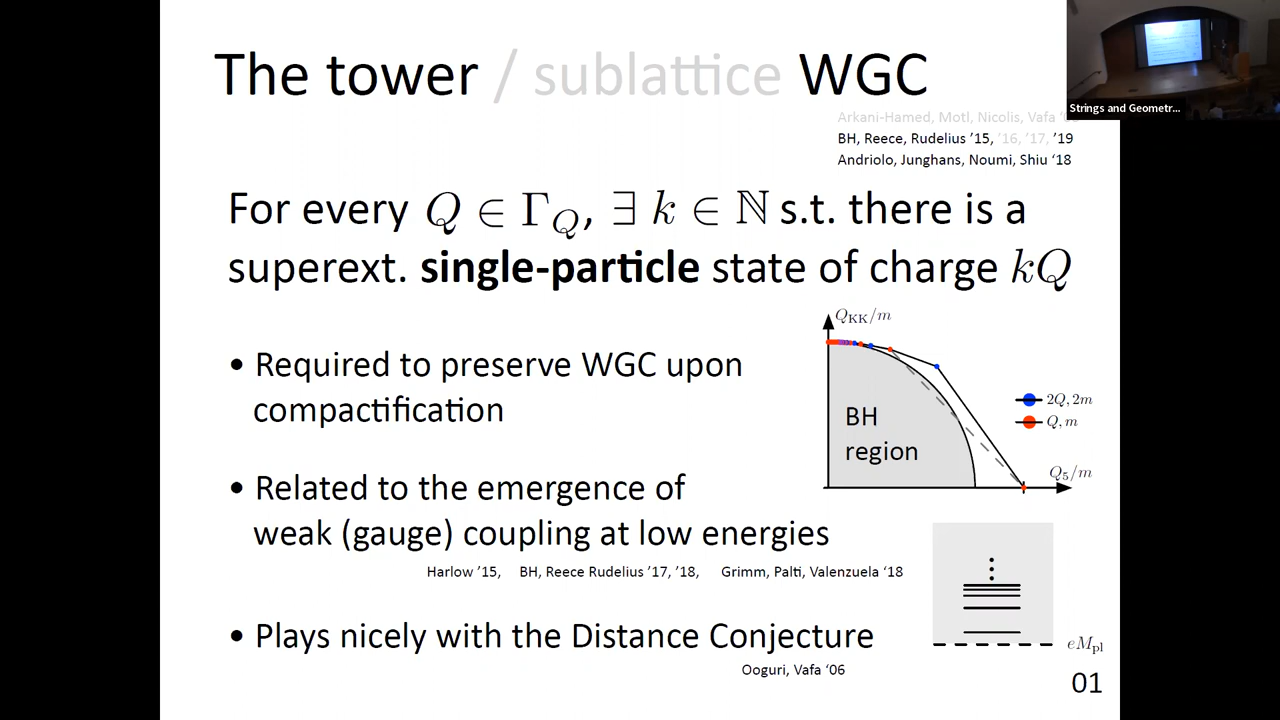 The tower / sublattice WGC
Strings and Geometr...
Arkani-Hamed, Motl, Nicolis, Vafa
BH, Reece, Rudelius '15, '16, '17, '19
Andriolo, Junghans, Noumi, Shiu '18
For every Q ∈ Γ_Q, ∃ k ∈ ℕ s.t. there is a
superext. single-particle state of charge kQ
• Required to preserve WGC upon
compactification
• Related to the emergence of
weak (gauge) coupling at low energies
Harlow '15, BH, Reece Rudelius '17, '18, Grimm, Palti, Valenzuela '18
• Plays nicely with the Distance Conjecture
Ooguri, Vafa '06
Q_KK/m
BH
region
2Q, 2m
Q, m
Q_5/m
eM_pl
01